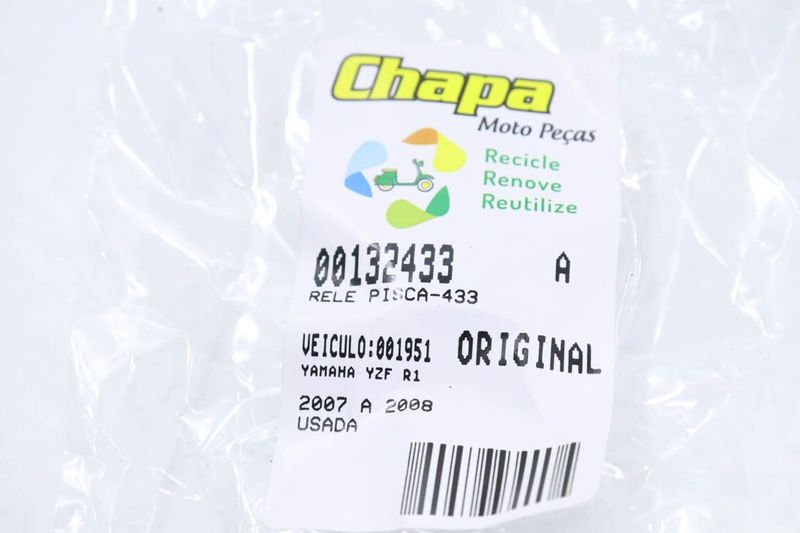 Chapa
Moto Peças
Recicle
Renove
Reutilize
00132433 A
RELE PISCA-433
VEICULO:001951 ORIGINAL
YAMAHA YZF R1
2007 A 2008
USADA